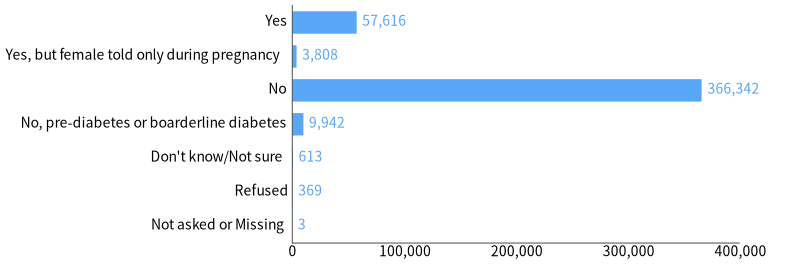 Yes 57,616
Yes, but female told only during pregnancy 3,808
No 366,342
No, pre-diabetes or boarderline diabetes 9,942
Don't know/Not sure 613
Refused 369
Not asked or Missing 3
0 100,000 200,000 300,000 400,000